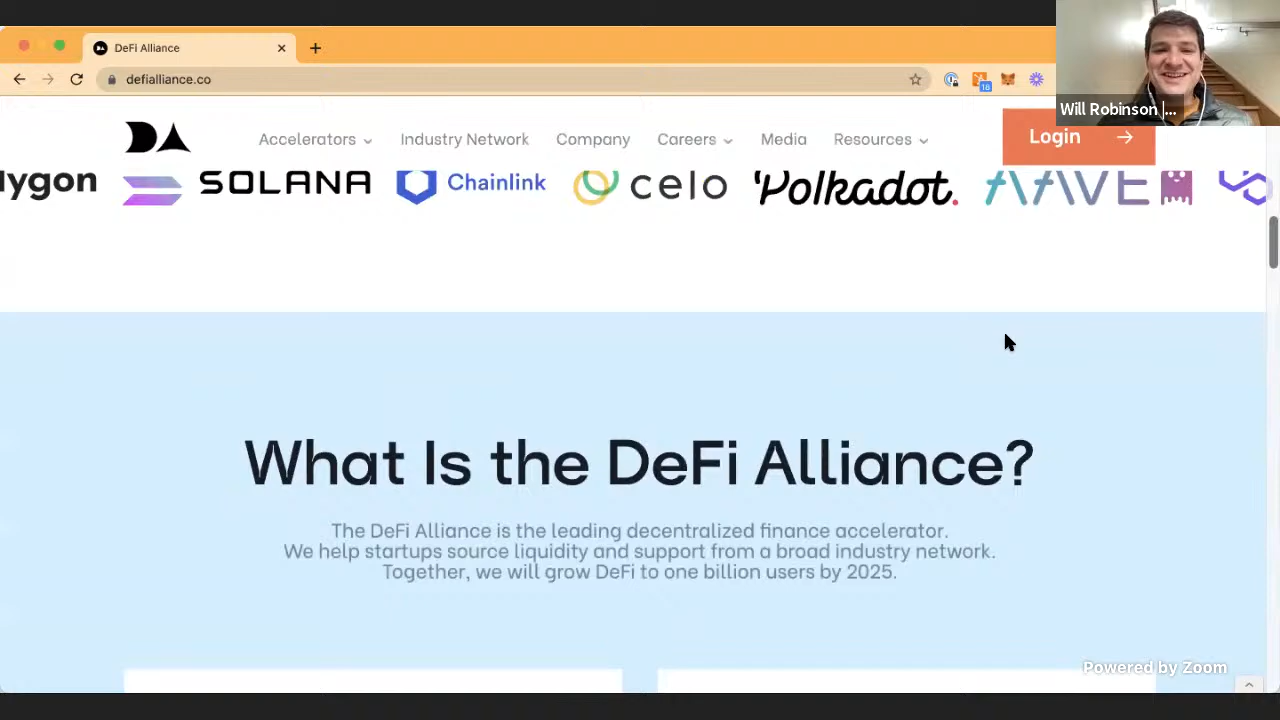 DeFi Alliance
defialliance.co
18
Will Robinson |...
DA
Accelerators
Industry Network
Company
Careers
Media
Resources
Login
lygon
SOLANA
Chainlink
celo
Polkadot.
AAVE
What Is the DeFi Alliance?
The DeFi Alliance is the leading decentralized finance accelerator.
We help startups source liquidity and support from a broad industry network.
Together, we will grow DeFi to one billion users by 2025.
Powered by Zoom